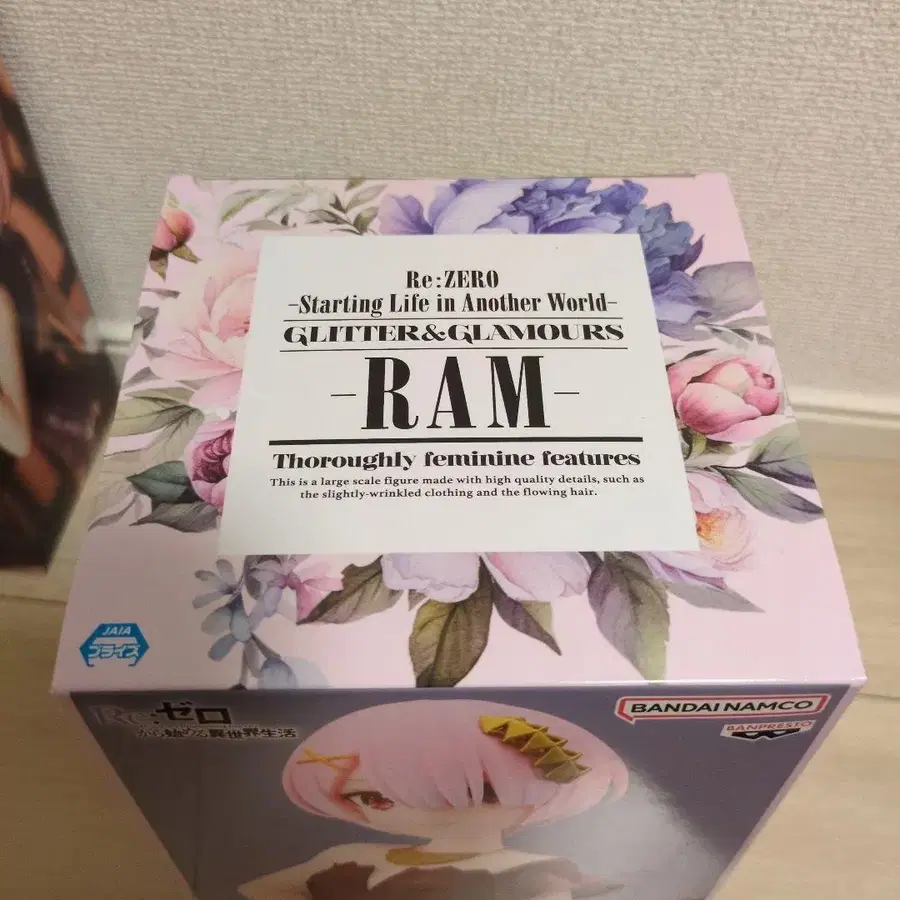 Re:ZERO
-Starting Life in Another World-
GLITTER&GLAMOURS
-RAM-
Thoroughly feminine features
This is a large scale figure made with high quality details, such as
the slightly-wrinkled clothing and the flowing hair.
JAIA
プライズ
Re:ゼロ
から始める異世界生活
BANDAI NAMCO
BANPRESTO